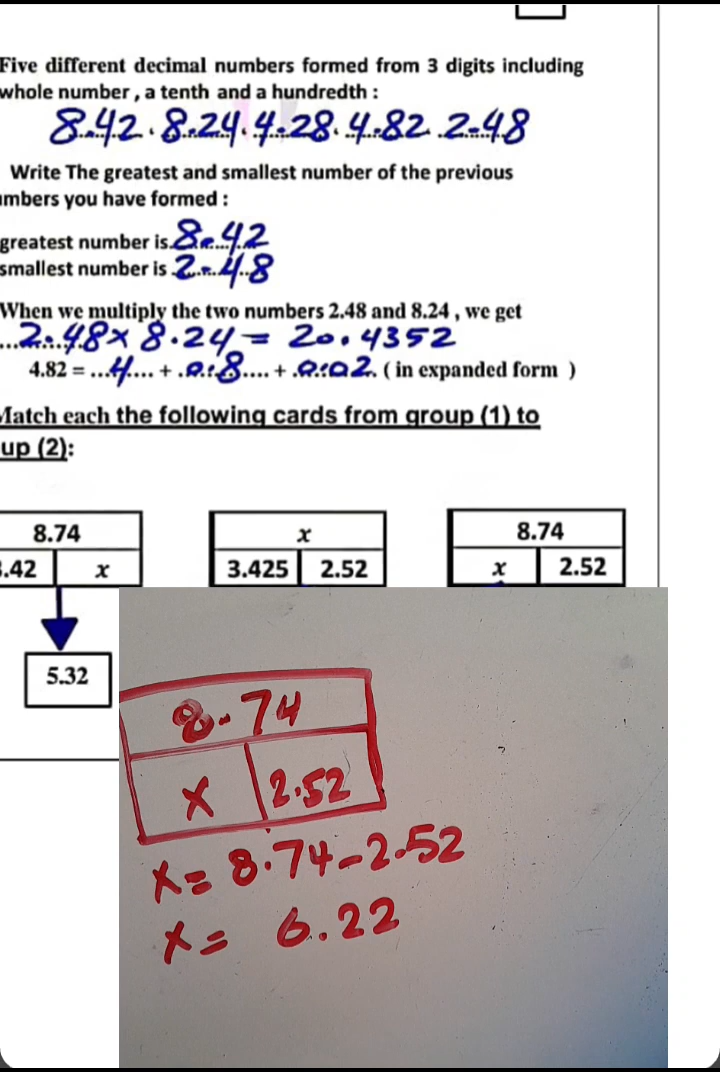 Five different decimal numbers formed from 3 digits including
whole number , a tenth and a hundredth :
8.42 . 8.24 . 4.28 . 4.82 . 2.48
Write The greatest and smallest number of the previous
mbers you have formed :
greatest number is 8.42
smallest number is 2.48
When we multiply the two numbers 2.48 and 8.24 , we get
2.48 × 8.24 = 20.4352
4.82 = ...4.... + .0.8.... + .0.02. ( in expanded form )
Match each the following cards from group (1) to
up (2):
8.74 x 8.74
.42 x 3.425 2.52 x 2.52
5.32
8.74
x 2.52
x = 8.74 - 2.52
x = 6.22